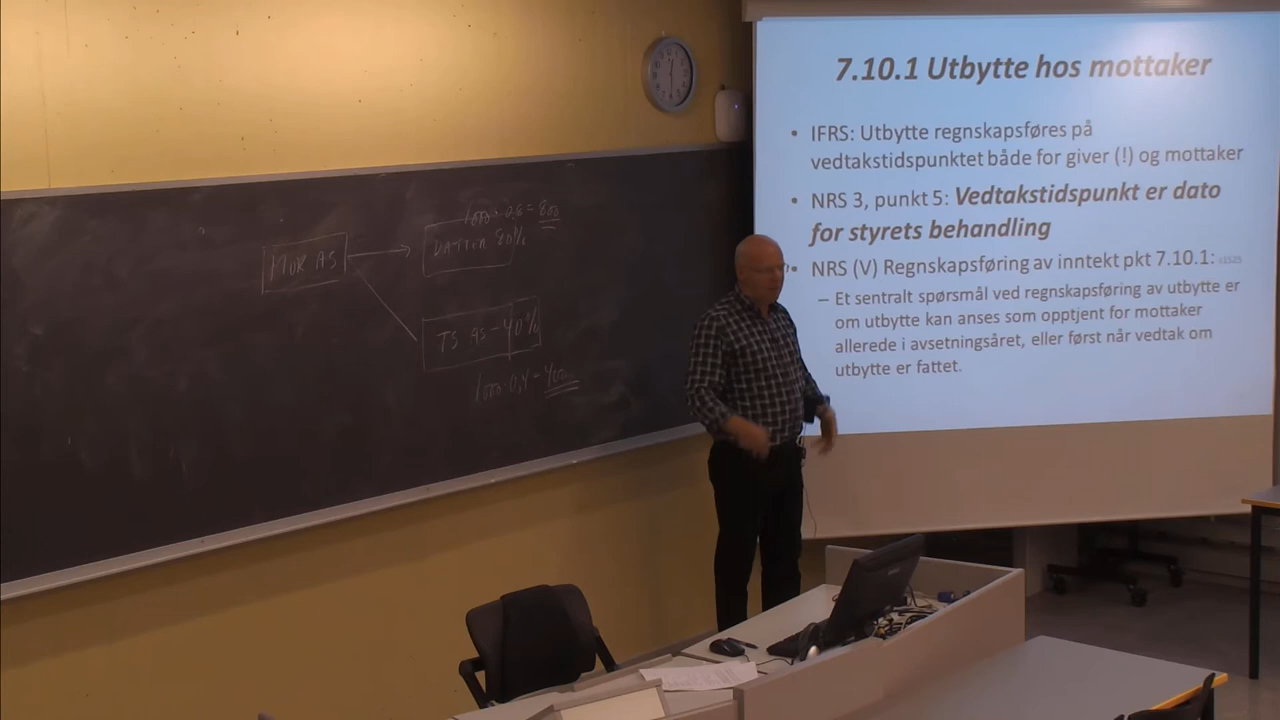 1000 · 0,8 = 800
MOR AS
DATTER 80%
TS AS - 40%
1000 · 0,4 = 400
7.10.1 Utbytte hos mottaker
• IFRS: Utbytte regnskapsføres på
vedtakstidspunktet både for giver (!) og mottaker
• NRS 3, punkt 5: Vedtakstidspunkt er dato
for styrets behandling
• NRS (V) Regnskapsføring av inntekt pkt 7.10.1:
– Et sentralt spørsmål ved regnskapsføring av utbytte er
om utbytte kan anses som opptjent for mottaker
allerede i avsetningsåret, eller først når vedtak om
utbytte er fattet.